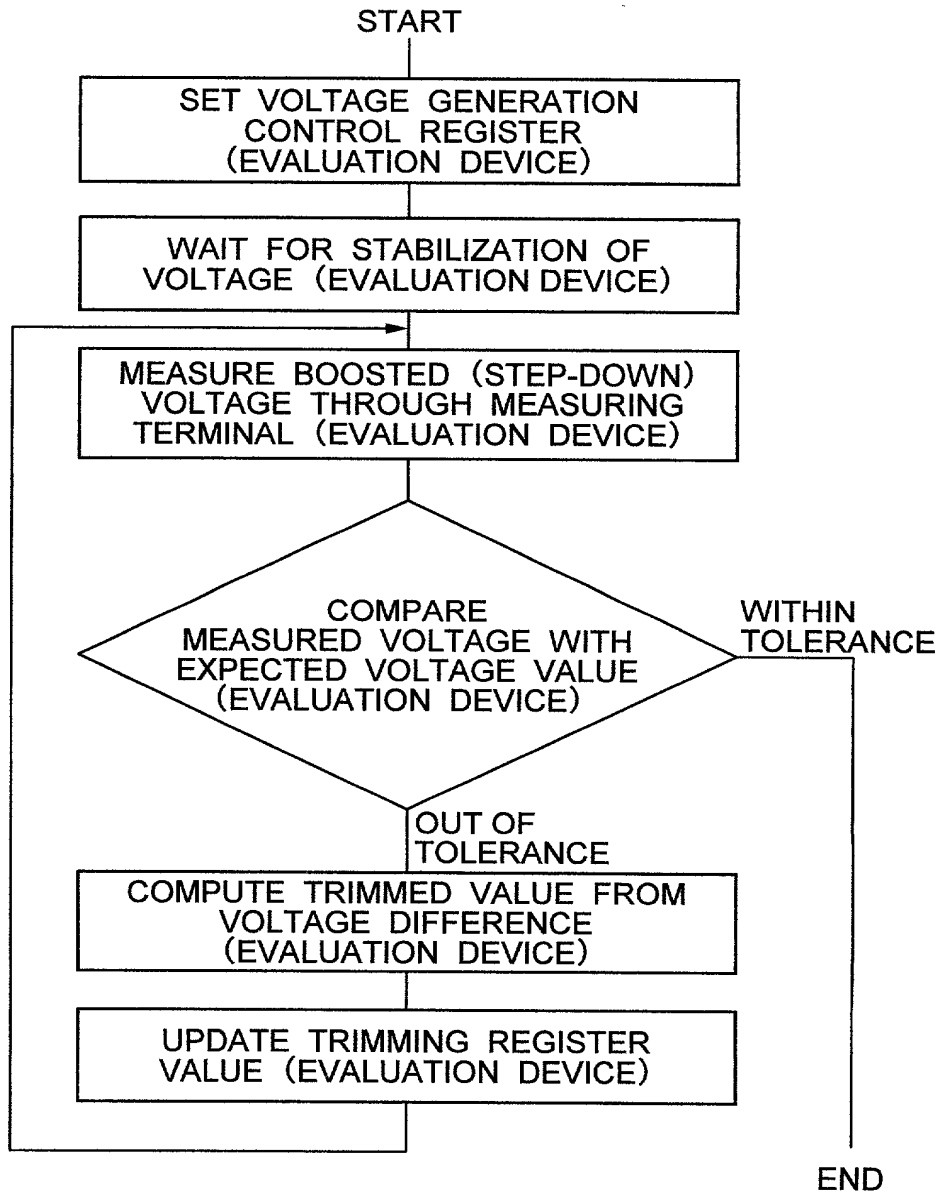 START
SET VOLTAGE GENERATION
CONTROL REGISTER
(EVALUATION DEVICE)
WAIT FOR STABILIZATION OF
VOLTAGE (EVALUATION DEVICE)
MEASURE BOOSTED (STEP-DOWN)
VOLTAGE THROUGH MEASURING
TERMINAL (EVALUATION DEVICE)
COMPARE
MEASURED VOLTAGE WITH
EXPECTED VOLTAGE VALUE
(EVALUATION DEVICE)
WITHIN
TOLERANCE
OUT OF
TOLERANCE
COMPUTE TRIMMED VALUE FROM
VOLTAGE DIFFERENCE
(EVALUATION DEVICE)
UPDATE TRIMMING REGISTER
VALUE (EVALUATION DEVICE)
END